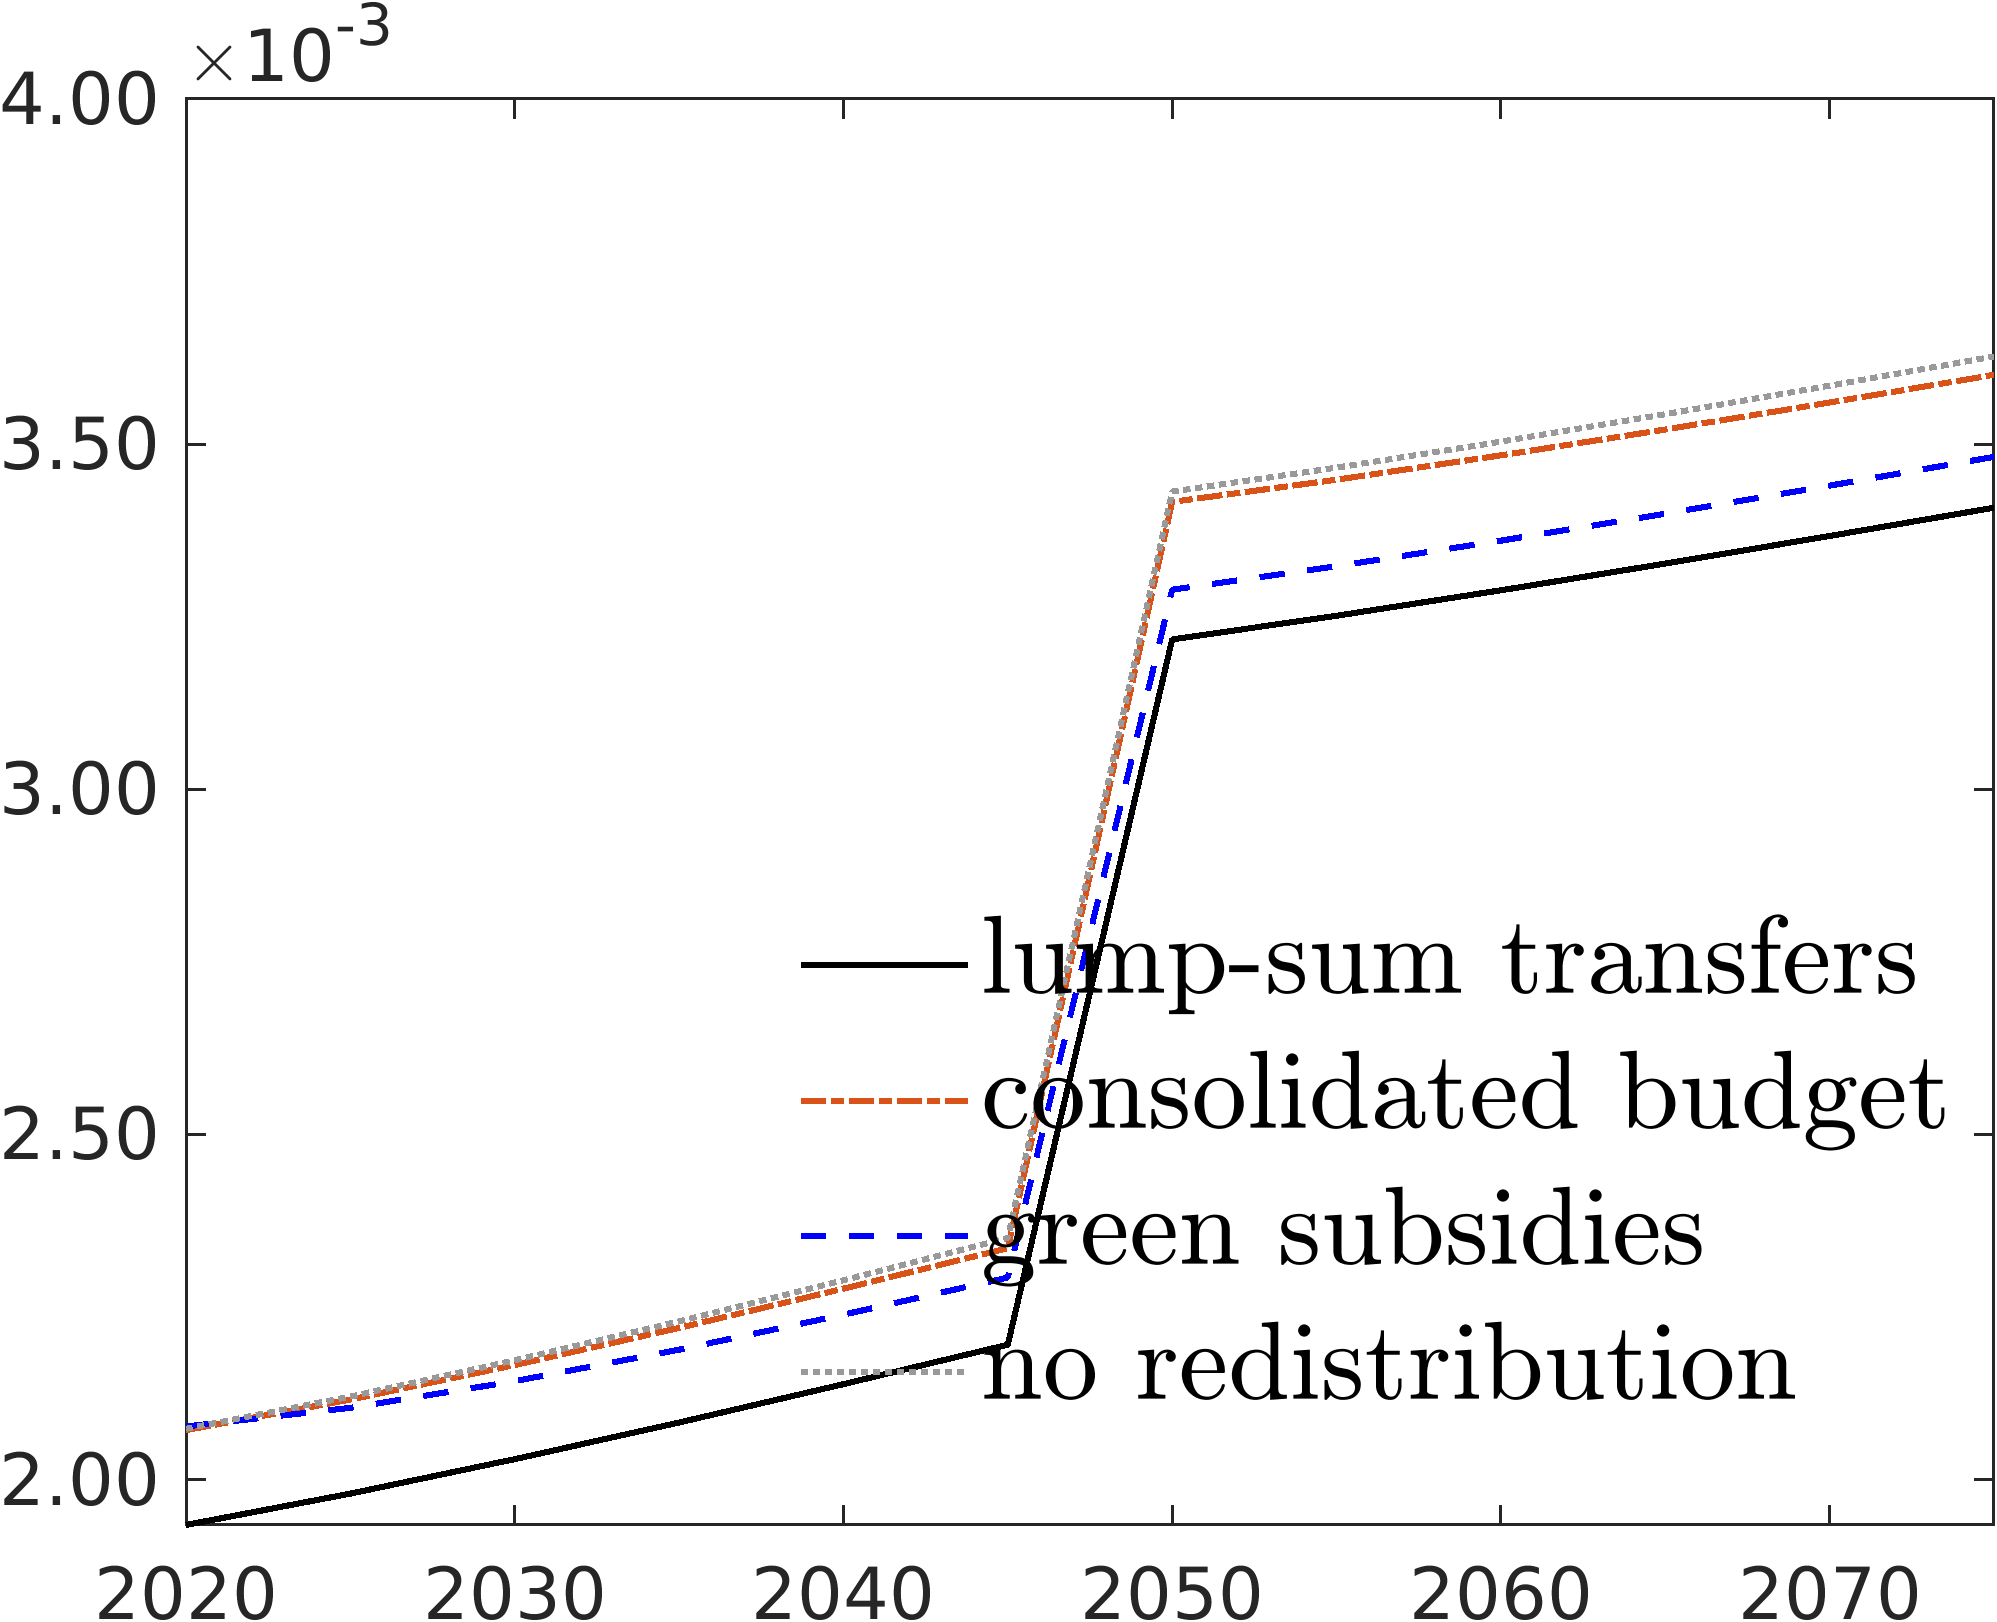 ×10-3
4.00
3.50
3.00
2.50
2.00
lump-sum transfers
consolidated budget
green subsidies
no redistribution
2020 2030 2040 2050 2060 2070